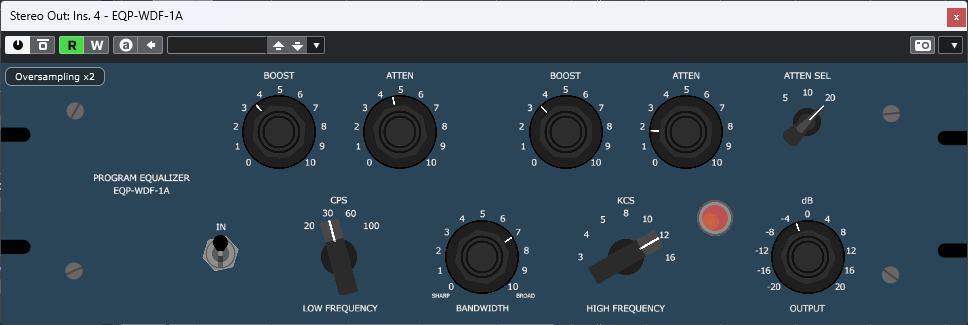 Stereo Out: Ins. 4 - EQP-WDF-1A
x
R W a
Oversampling x2
BOOST ATTEN BOOST ATTEN ATTEN SEL
0 1 2 3 4 5 6 7 8 9 10
0 1 2 3 4 5 6 7 8 9 10
0 1 2 3 4 5 6 7 8 9 10
0 1 2 3 4 5 6 7 8 9 10
5 10 20
PROGRAM EQUALIZER
EQP-WDF-1A
IN
CPS
20 30 60 100
LOW FREQUENCY
0 1 2 3 4 5 6 7 8 9 10
SHARP BROAD
BANDWIDTH
KCS
3 4 5 8 10 12 16
HIGH FREQUENCY
dB
-20 -16 -12 -8 -4 0 4 8 12 16 20
OUTPUT